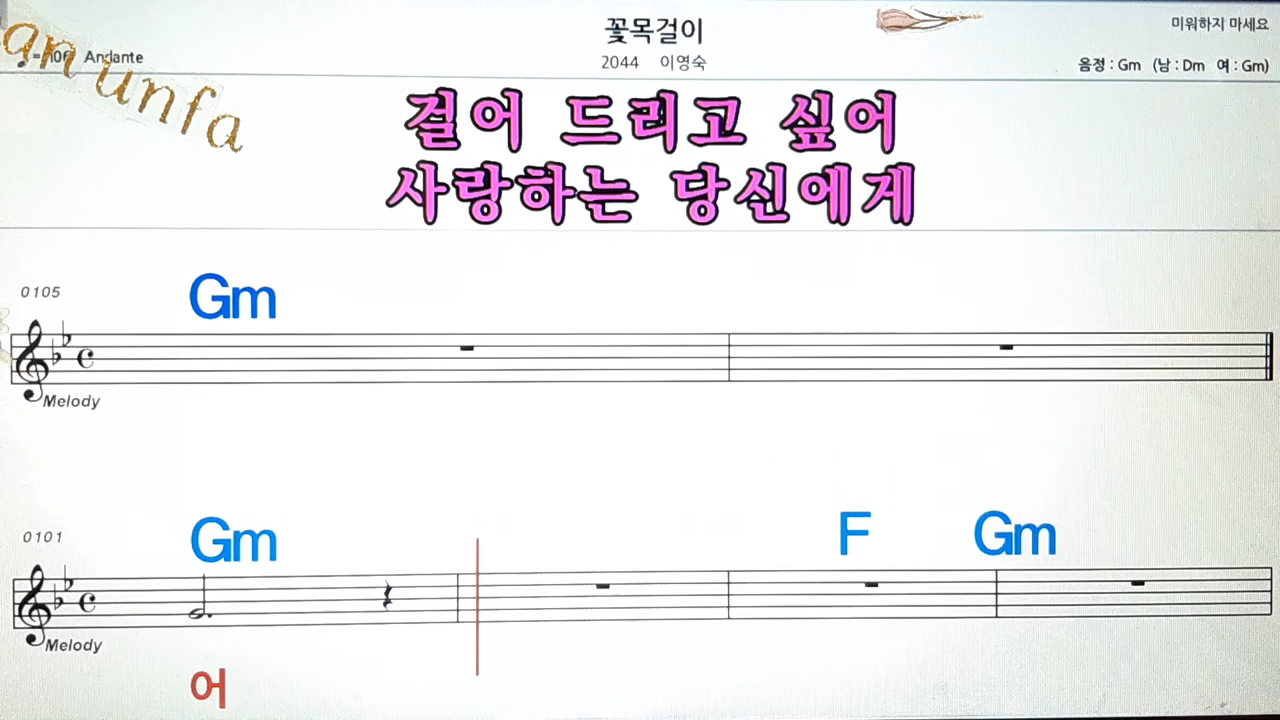 꽃목걸이
미워하지 마세요
an unfa
Andante
2044 이영숙
음정 : Gm (남 : Dm 여 : Gm)
걸어 드리고 싶어
사랑하는 당신에게
0105
Gm
Melody
0101
Gm F Gm
Melody
어